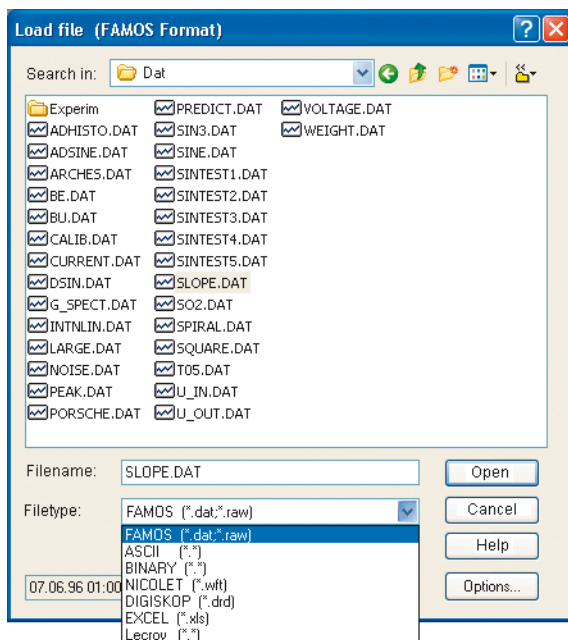 Load file (FAMOS Format)
Search in: Dat
Experim
ADHISTO.DAT
ADSINE.DAT
ARCHES.DAT
BE.DAT
BU.DAT
CALIB.DAT
CURRENT.DAT
DSIN.DAT
G_SPECT.DAT
INTNLIN.DAT
LARGE.DAT
NOISE.DAT
PEAK.DAT
PORSCHE.DAT
PREDICT.DAT
SIN3.DAT
SINE.DAT
SINTEST1.DAT
SINTEST2.DAT
SINTEST3.DAT
SINTEST4.DAT
SINTEST5.DAT
SLOPE.DAT
SO2.DAT
SPIRAL.DAT
SQUARE.DAT
T05.DAT
U_IN.DAT
U_OUT.DAT
VOLTAGE.DAT
WEIGHT.DAT
Filename: SLOPE.DAT
Open
Filetype: FAMOS (*.dat;*.raw)
Cancel
FAMOS (*.dat;*.raw)
ASCII (*.*)
BINARY (*.*)
NICOLET (*.wft)
DIGISKOP (*.drd)
EXCEL (*.xls)
Lecroy (*.*)
Help
07.06.96 01:00
Options...